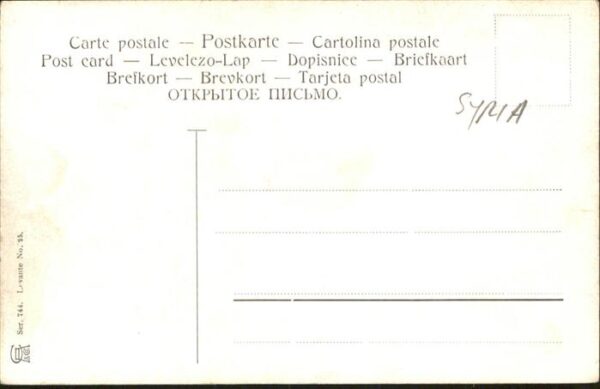 Carte postale — Postkarte — Cartolina postale
Post card — Levelezo-Lap — Dopisnice — Briefkaart
Brefkort — Brevkort — Tarjeta postal
ОТКРЫТОЕ ПИСЬМО.
SYRIA
Ser. 744. Levante No. 25.